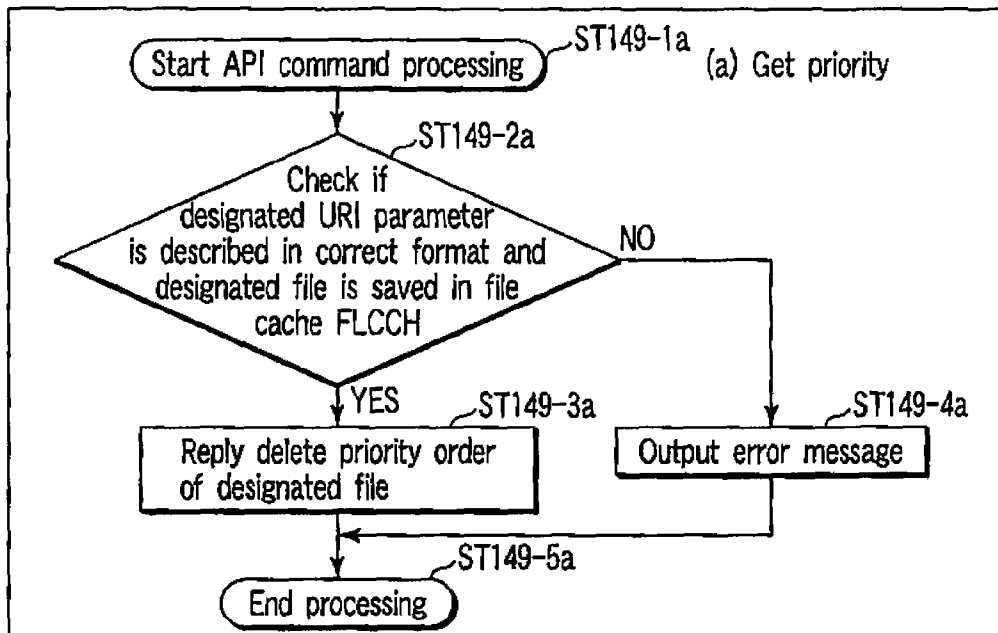 Start API command processing
ST149-1a
(a) Get priority
ST149-2a
Check if
designated URI parameter
is described in correct format and
designated file is saved in file
cache FLCCH
NO
YES
ST149-3a
Reply delete priority order
of designated file
ST149-4a
Output error message
ST149-5a
End processing